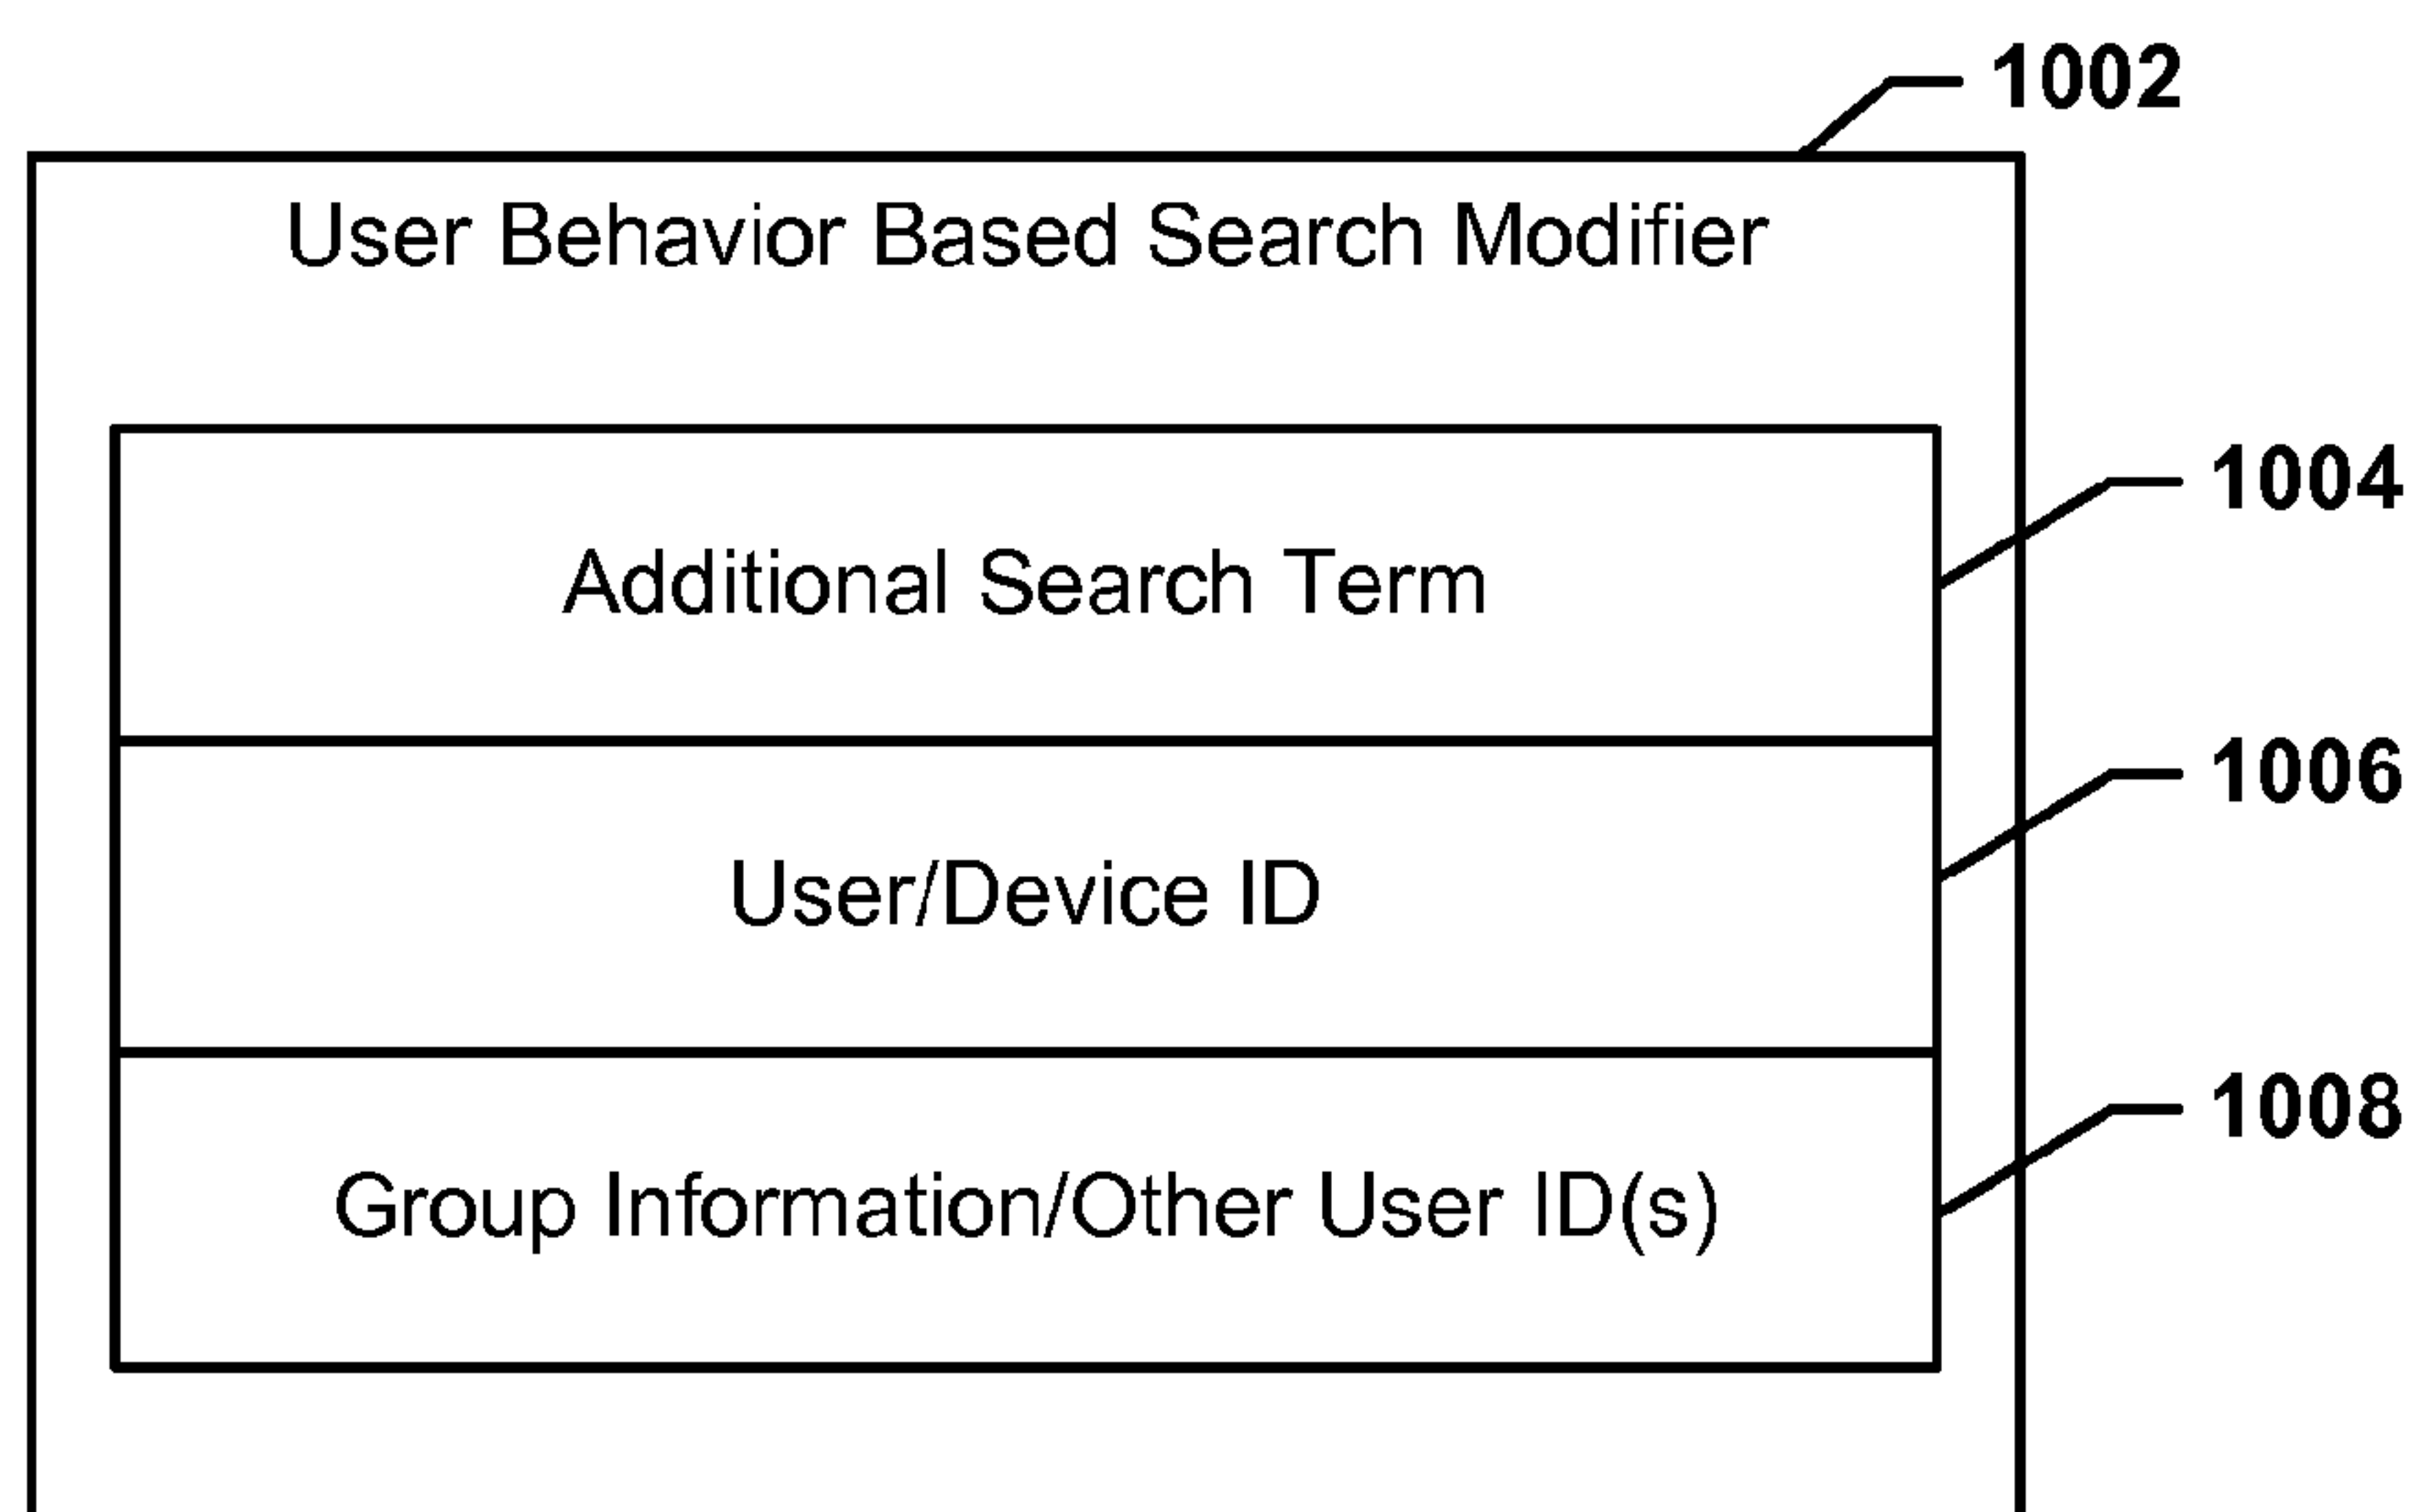 1002
User Behavior Based Search Modifier
1004
Additional Search Term
1006
User/Device ID
1008
Group Information/Other User ID(s)